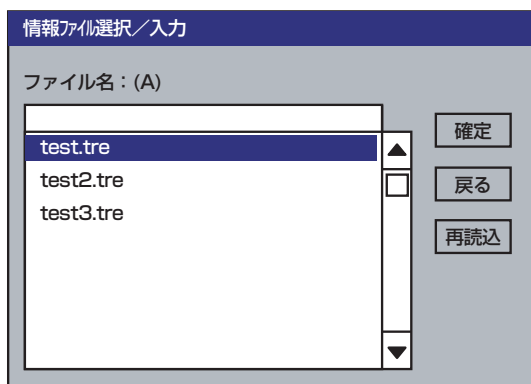 情報ファイル選択／入力
ファイル名：(A)
test.tre
test2.tre
test3.tre
確定
戻る
再読込